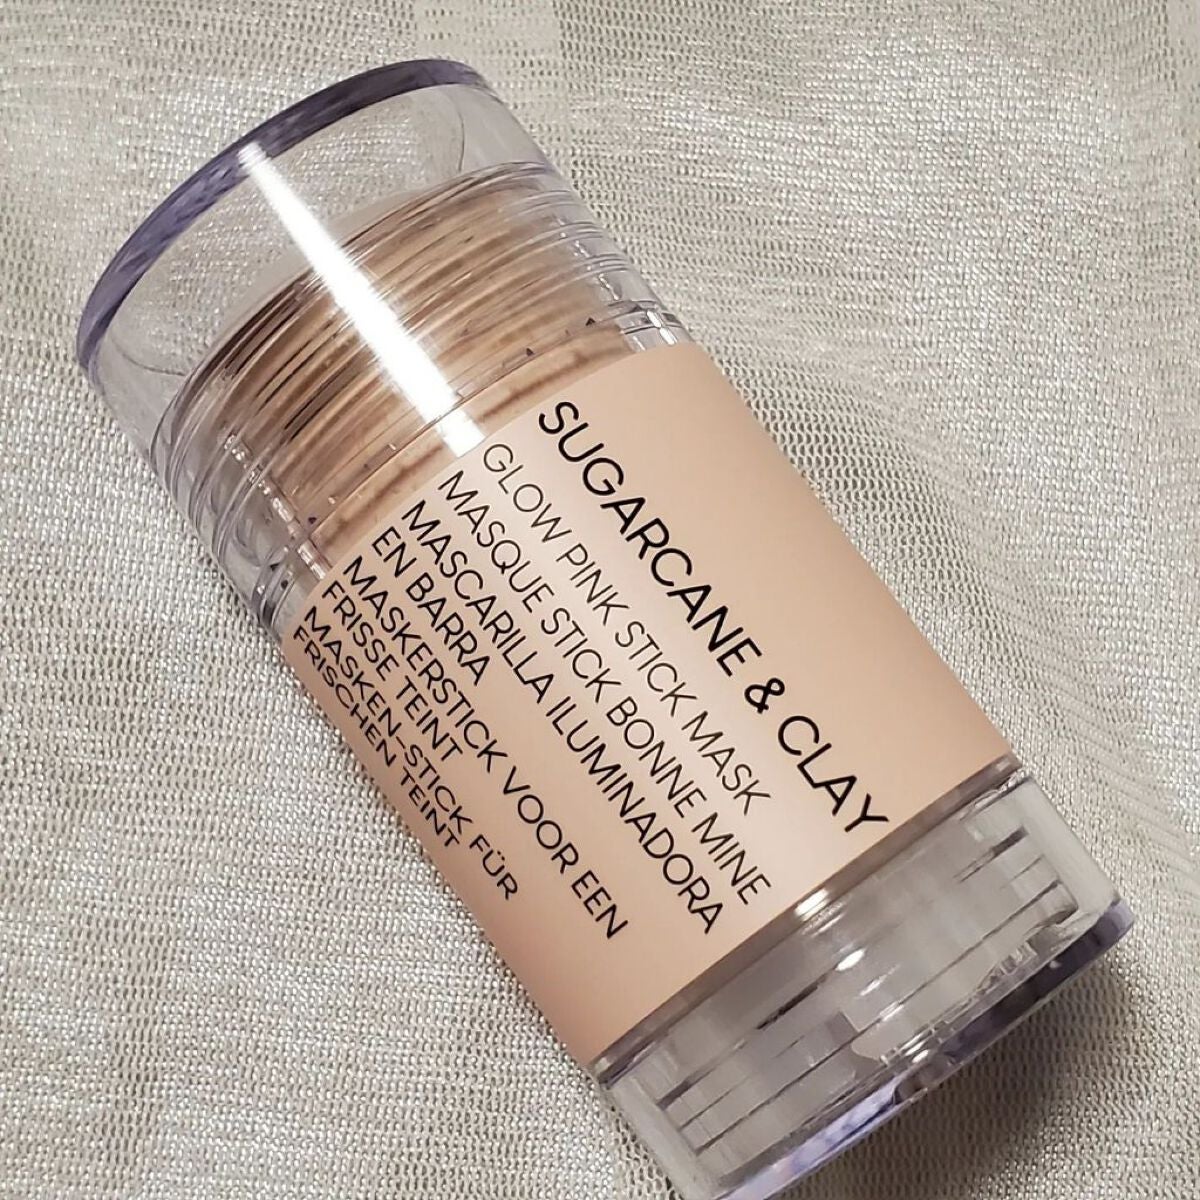 SUGARCANE & CLAY
GLOW PINK STICK MASK
MASQUE STICK BONNE MINE
MASCARILLA ILUMINADORA
EN BARRA
MASKERSTICK VOOR EEN
FRISSE TEINT
MASKEN-STICK FÜR
FRISCHEN TEINT